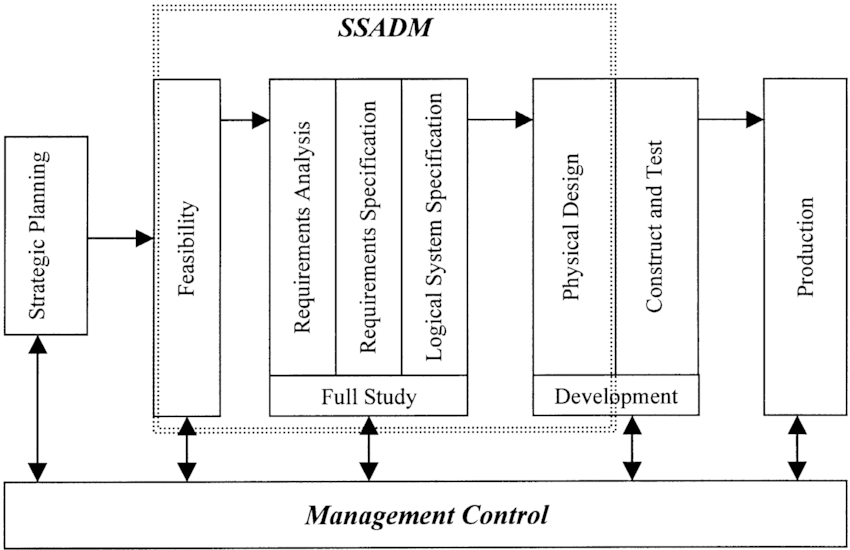 SSADM
Strategic Planning
Feasibility
Requirements Analysis
Requirements Specification
Logical System Specification
Full Study
Physical Design
Construct and Test
Development
Production
Management Control